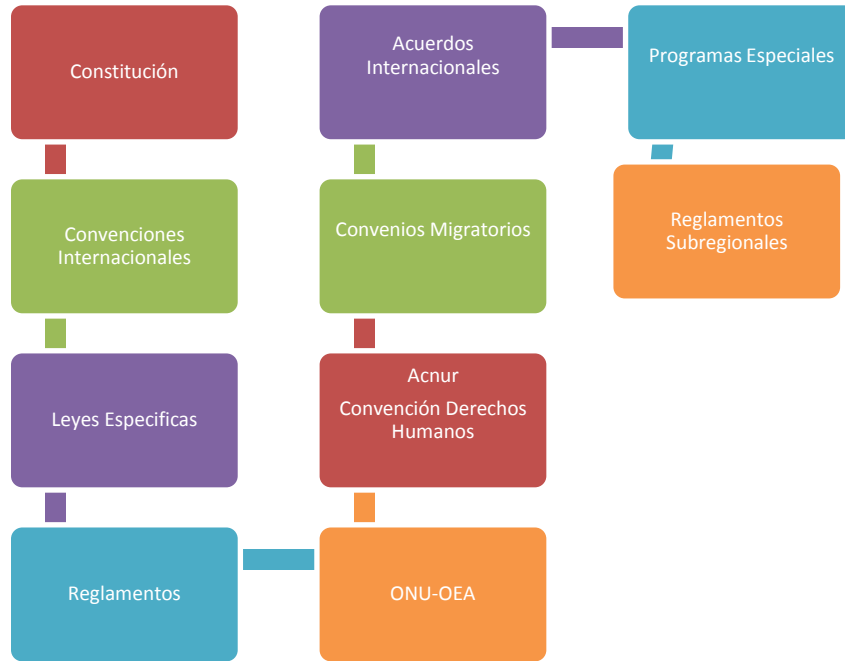 Constitución
Convenciones
Internacionales
Leyes Especificas
Reglamentos
ONU-OEA
Acnur
Convención Derechos
Humanos
Convenios Migratorios
Acuerdos
Internacionales
Programas Especiales
Reglamentos
Subregionales